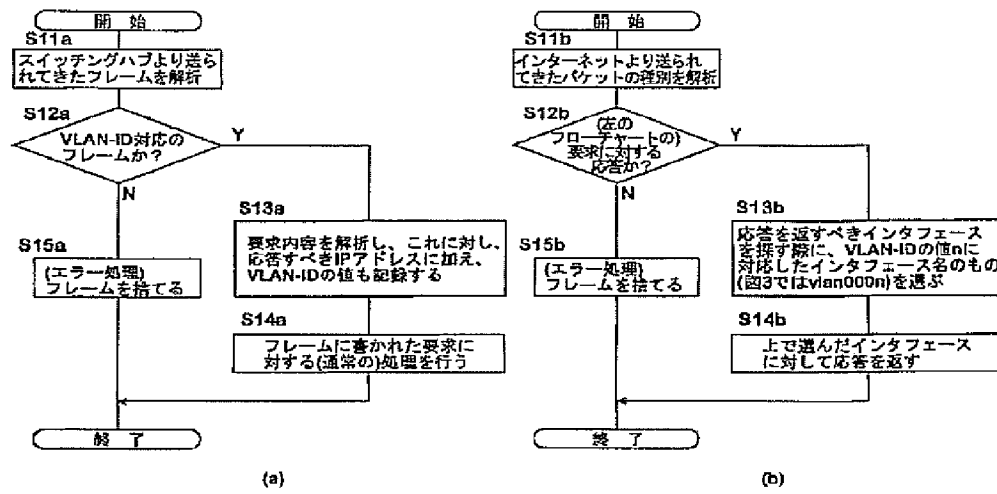 開 始
S11a
スイッチングハブより送ら
れてきたフレームを解析
S12a
VLAN-ID対応の
フレームか？
Y
N
S13a
要求内容を解析し、これに対し、
応答すべきIPアドレスに加え、
VLAN-IDの値も記録する
S15a
(エラー処理)
フレームを捨てる
S14a
フレームに書かれた要求に
対する(通常の)処理を行う
終 了
(a)
開 始
S11b
インターネットより送られ
てきたパケットの種別を解析
S12b
(左の
フローチャートの)
要求に対する
応答か？
Y
N
S13b
応答を返すべきインタフェース
を探す際に、VLAN-IDの値nに
対応したインタフェース名のもの
(図3ではvlan000n)を選ぶ
S15b
(エラー処理)
フレームを捨てる
S14b
上で選んだインタフェース
に対して応答を返す
終 了
(b)